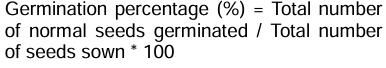 Germination percentage (%) = Total number
of normal seeds germinated / Total number
of seeds sown * 100